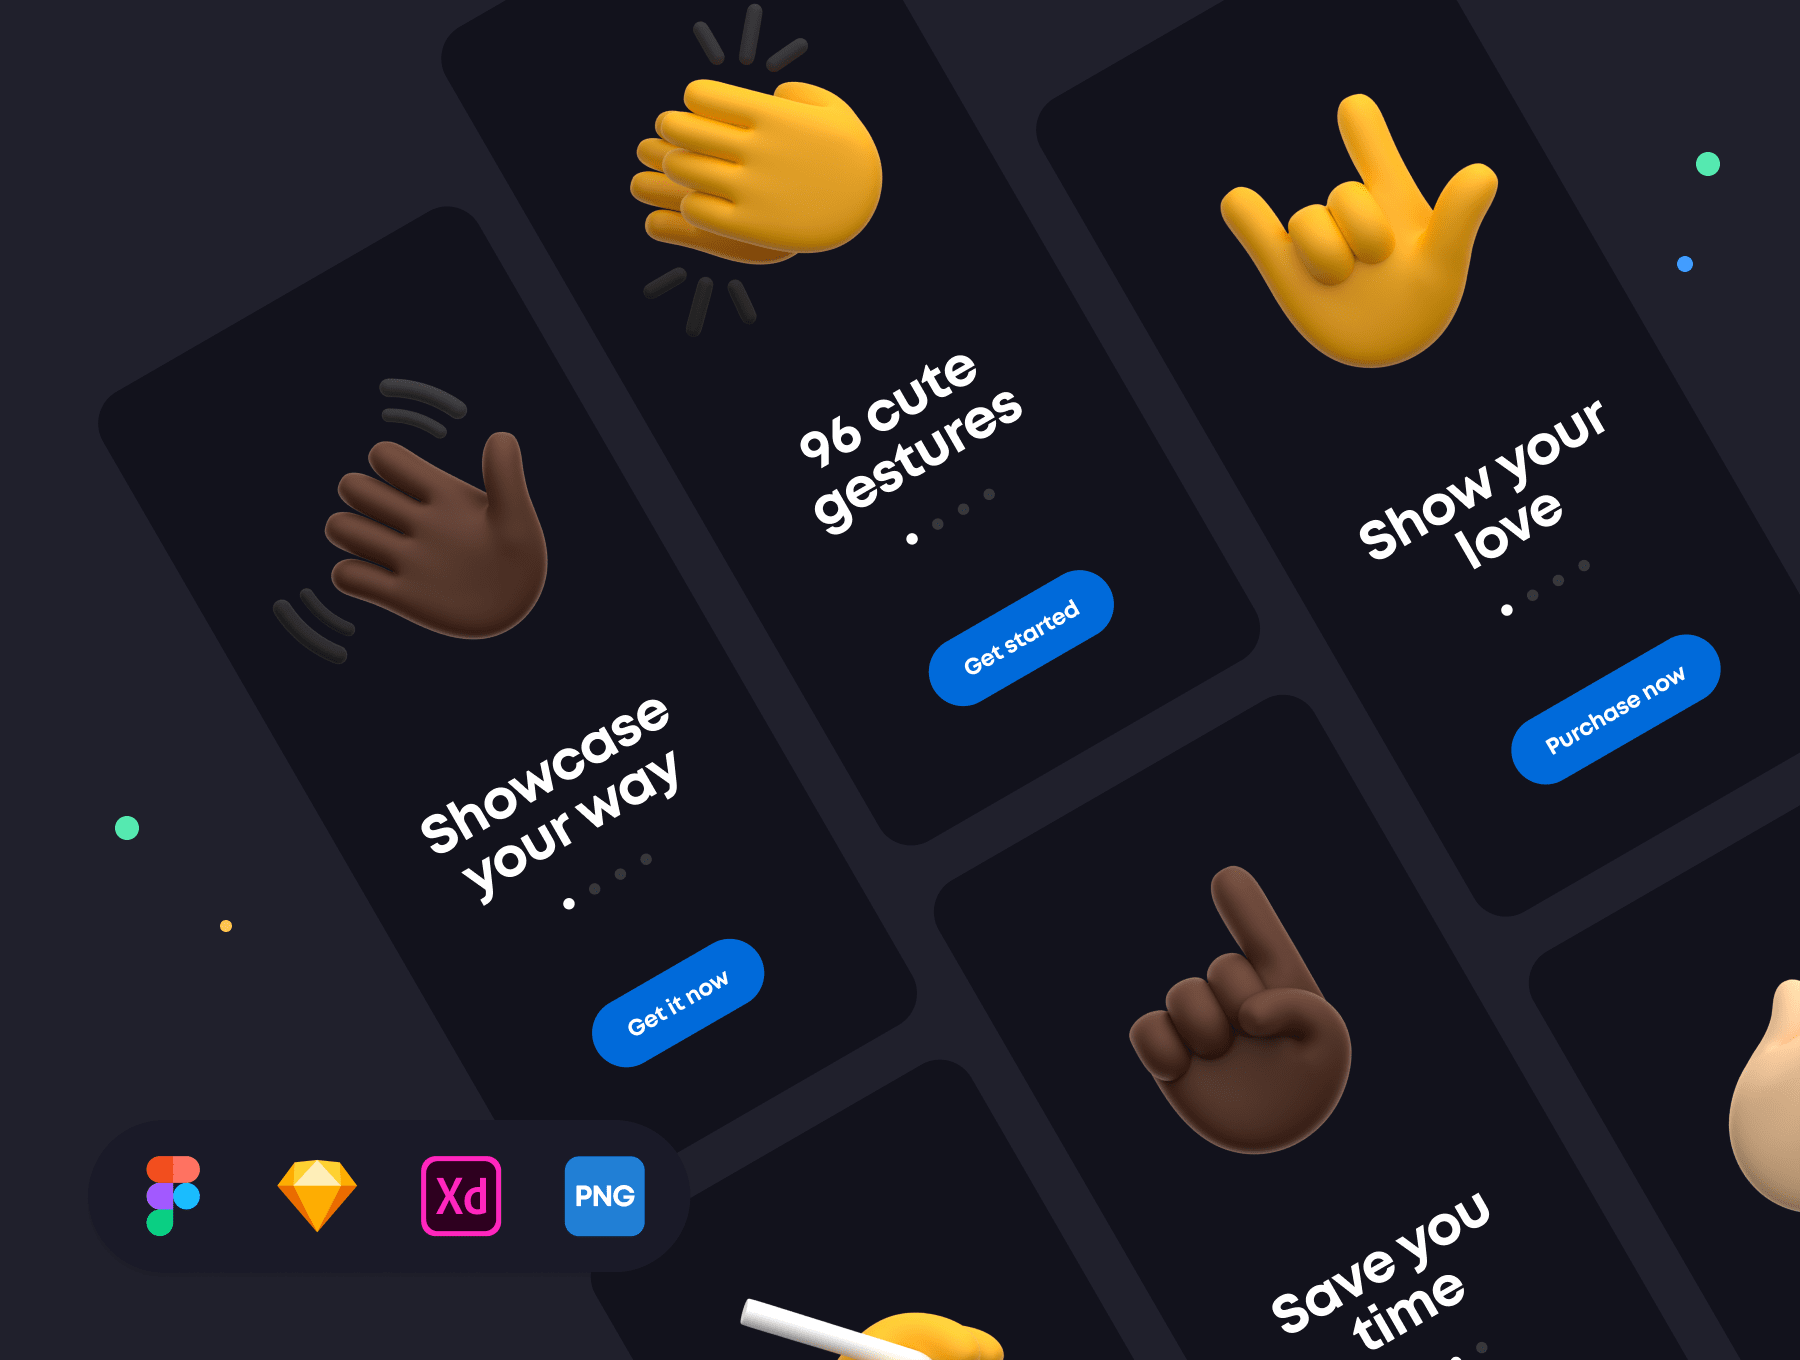 96 cute
gestures
Get started
Show your
love
Purchase now
Showcase
your way
Get it now
Save you
time
Xd
PNG